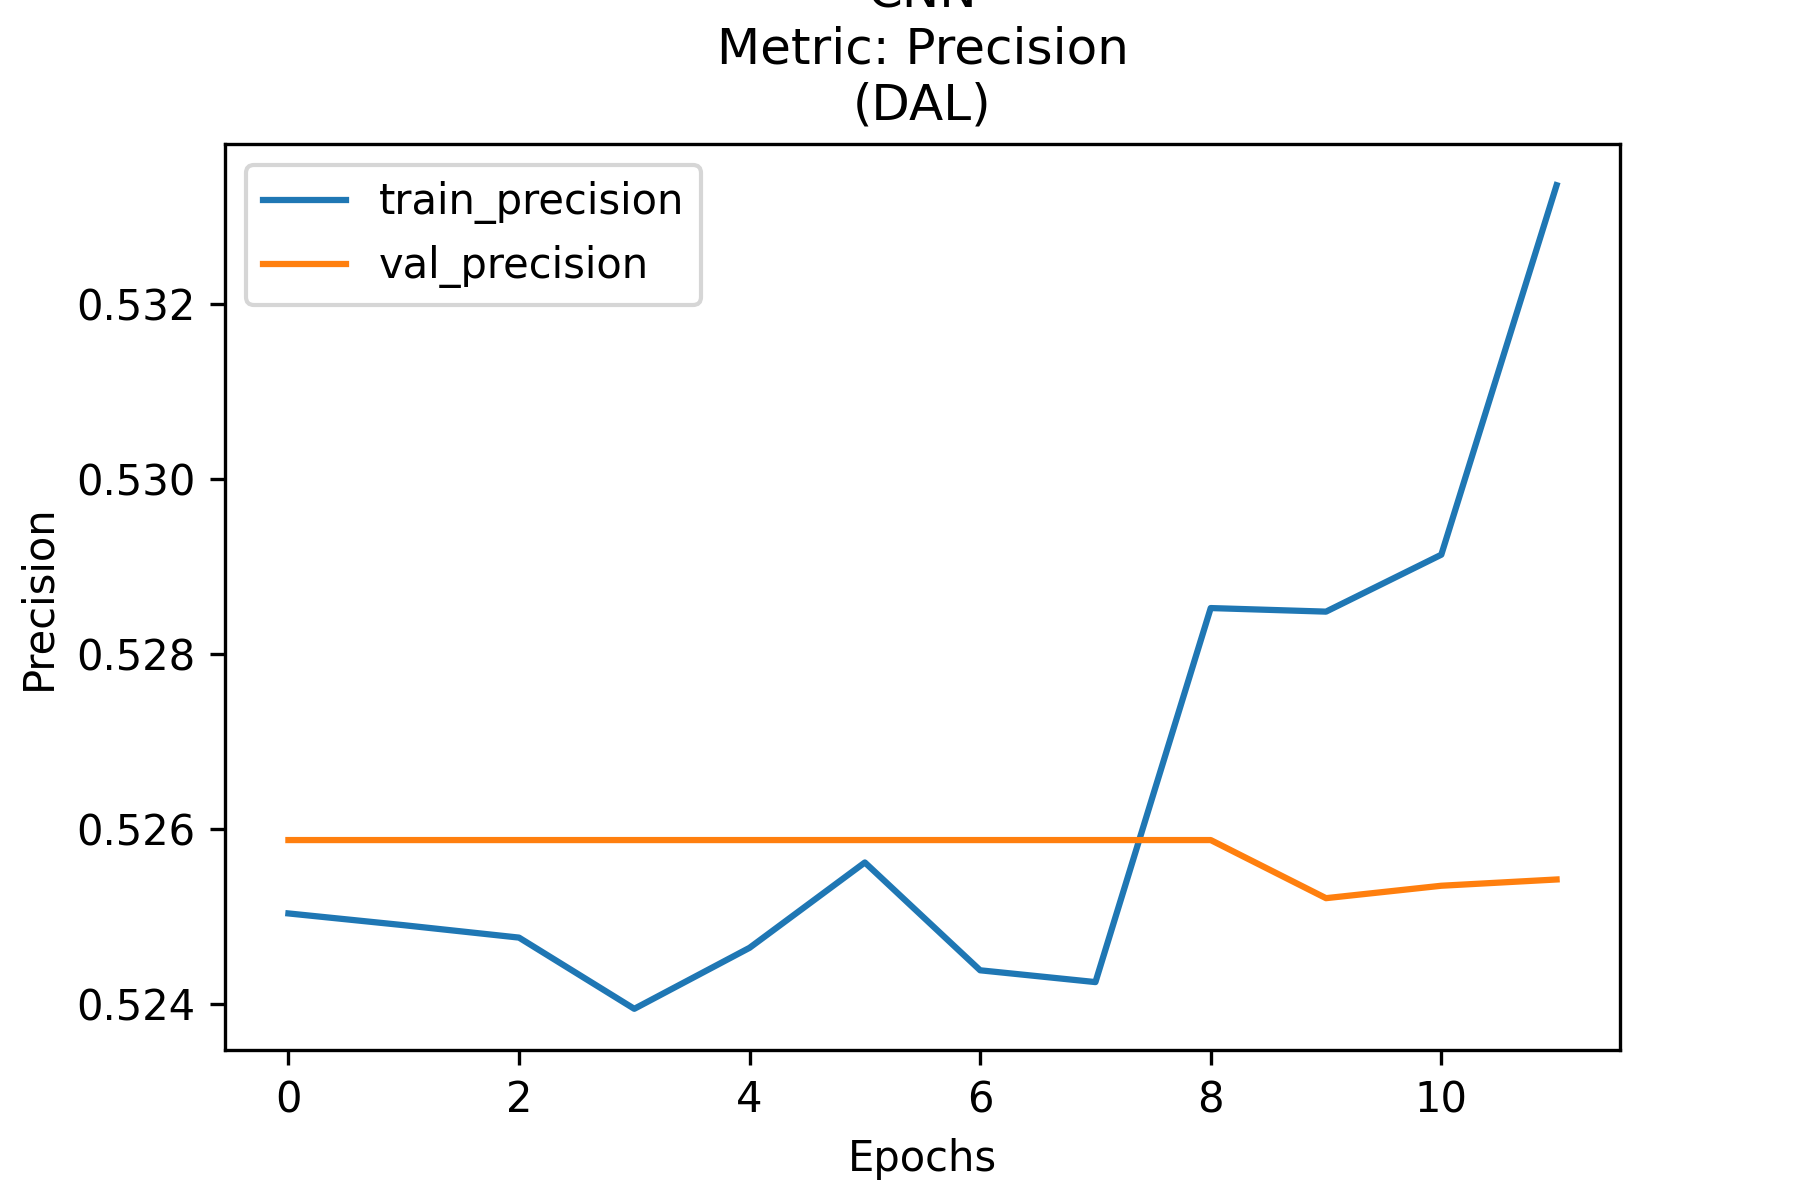 CNN
Metric: Precision
(DAL)
train_precision
val_precision
0.532
0.530
0.528
0.526
0.524
Precision
0
2
4
6
8
10
Epochs